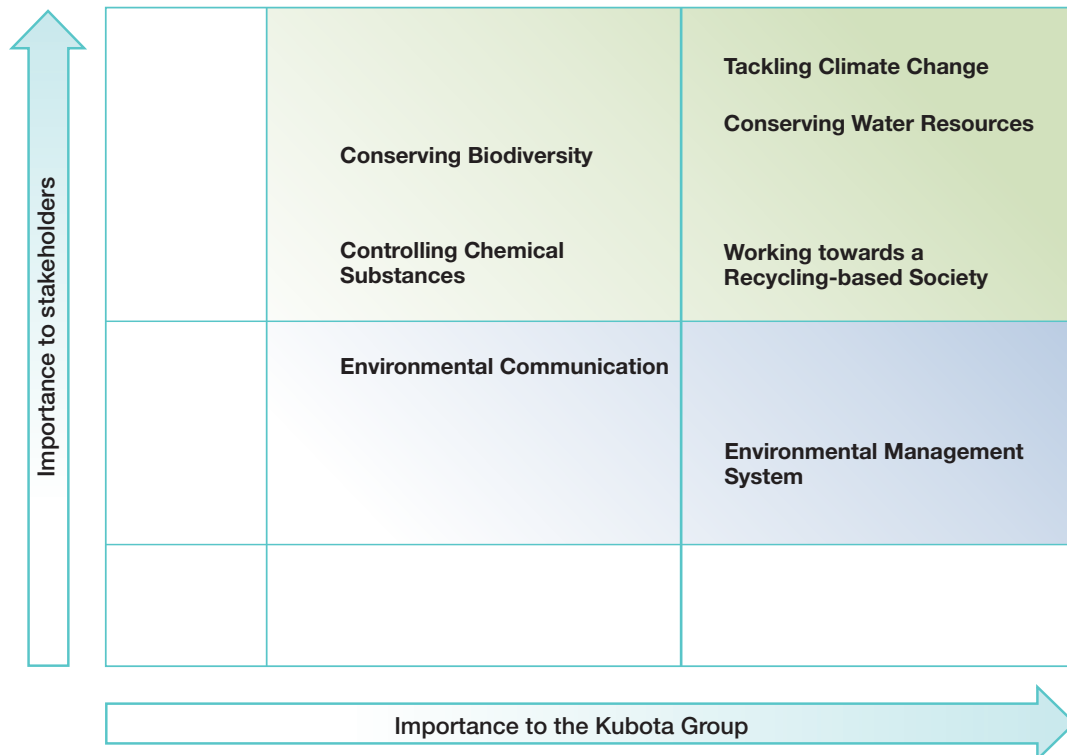 Importance to stakeholders
Tackling Climate Change
Conserving Water Resources
Conserving Biodiversity
Controlling Chemical
Substances
Working towards a
Recycling-based Society
Environmental Communication
Environmental Management
System
Importance to the Kubota Group